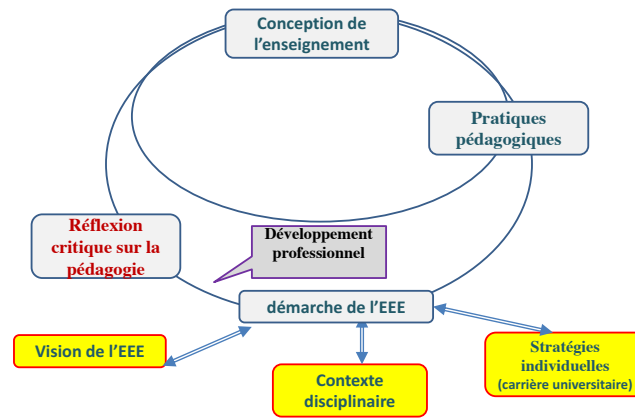 Conception de
l’enseignement
Pratiques
pédagogiques
Réflexion
critique sur la
pédagogie
Développement
professionnel
démarche de l’EEE
Vision de l’EEE
Contexte
disciplinaire
Stratégies
individuelles
(carrière universitaire)